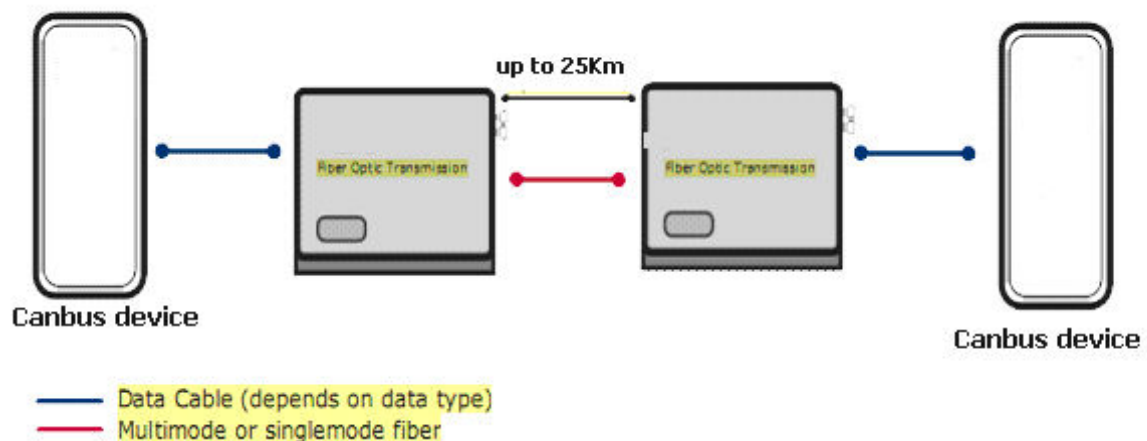 up to 25Km
Fiber Optic Transmission
Fiber Optic Transmission
Canbus device
Canbus device
Data Cable (depends on data type)
Multimode or singlemode fiber